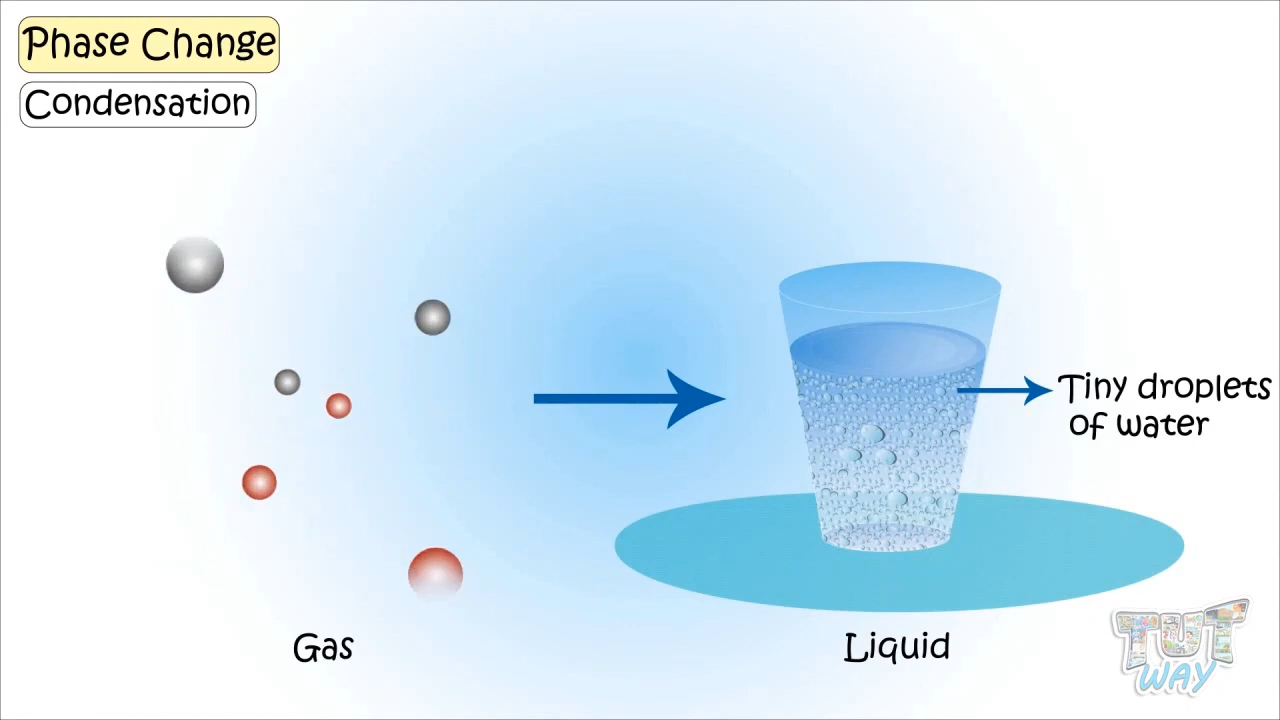 Phase Change
Condensation
Tiny droplets
of water
Gas
Liquid
TUT
WAY